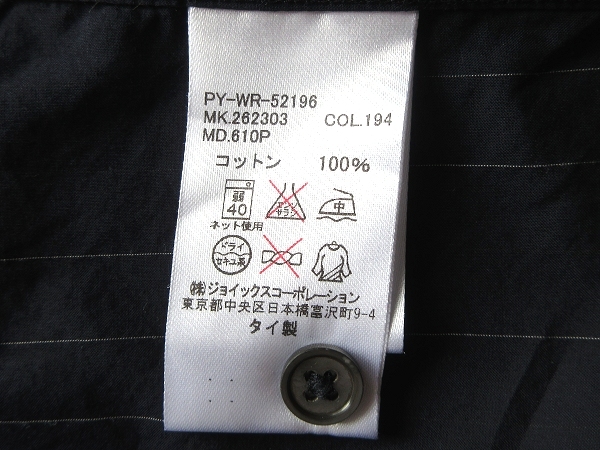 PY-WR-52196
MK.262303 COL.194
MD.610P
コットン 100%
弱
40
エンソ
サラシ
中
ネット使用
ドライ
セキユ系
㈱ジョイックスコーポレーション
東京都中央区日本橋富沢町9-4
タイ製